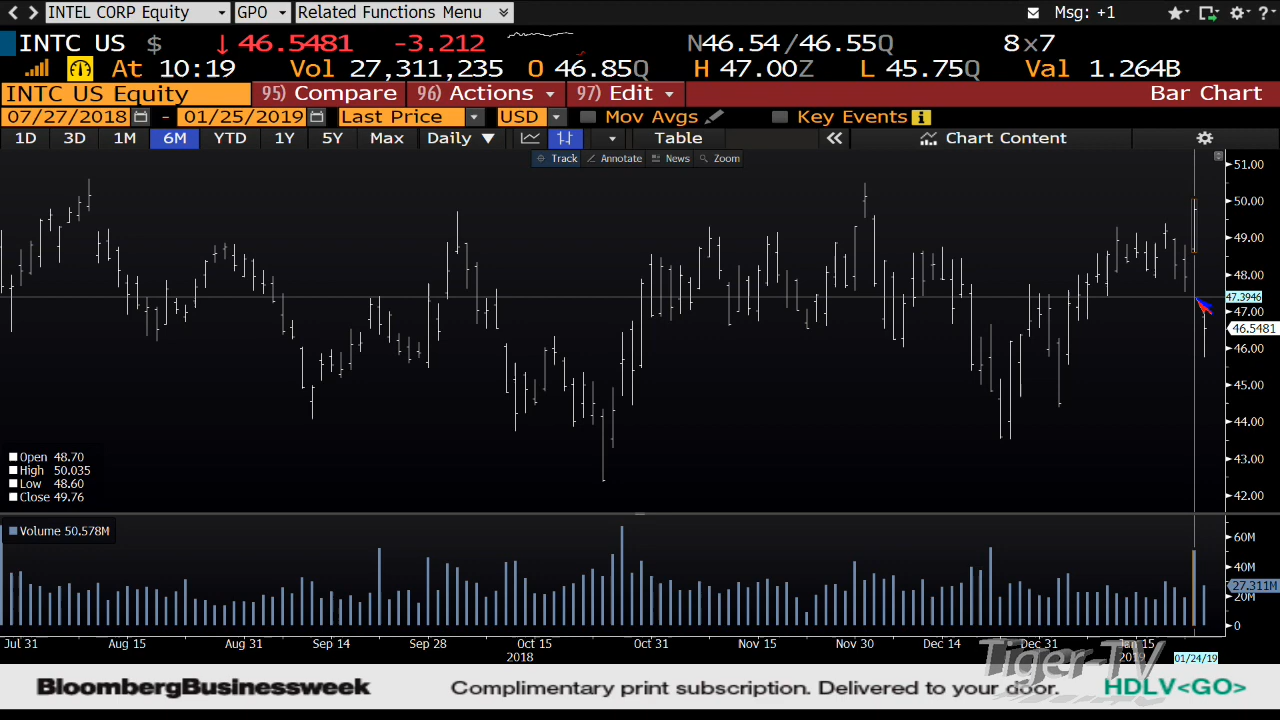 INTEL CORP Equity GPO Related Functions Menu Msg: +1
INTC US $ ↓46.5481 -3.212 N46.54/46.55Q 8x7
At 10:19 Vol 27,311,235 O 46.85Q H 47.00Z L 45.75Q Val 1.264B
INTC US Equity 95) Compare 96) Actions 97) Edit Bar Chart
07/27/2018 - 01/25/2019 Last Price USD Mov Avgs Key Events
1D 3D 1M 6M YTD 1Y 5Y Max Daily ▼ Table « Chart Content
Track Annotate News Zoom
51.00
50.00
49.00
48.00
47.3946
47.00
46.5481
46.00
45.00
44.00
43.00
42.00
Open 48.70
High 50.035
Low 48.60
Close 49.76
Volume 50.578M
60M
40M
27.311M
20M
0
Jul 31 Aug 15 Aug 31 Sep 14 Sep 28 Oct 15 Oct 31 Nov 15 Nov 30 Dec 14 Dec 31 Jan 15
2018 2019 01/24/19
Tiger-TV
BloombergBusinessweek Complimentary print subscription. Delivered to your door. HDLV<GO>